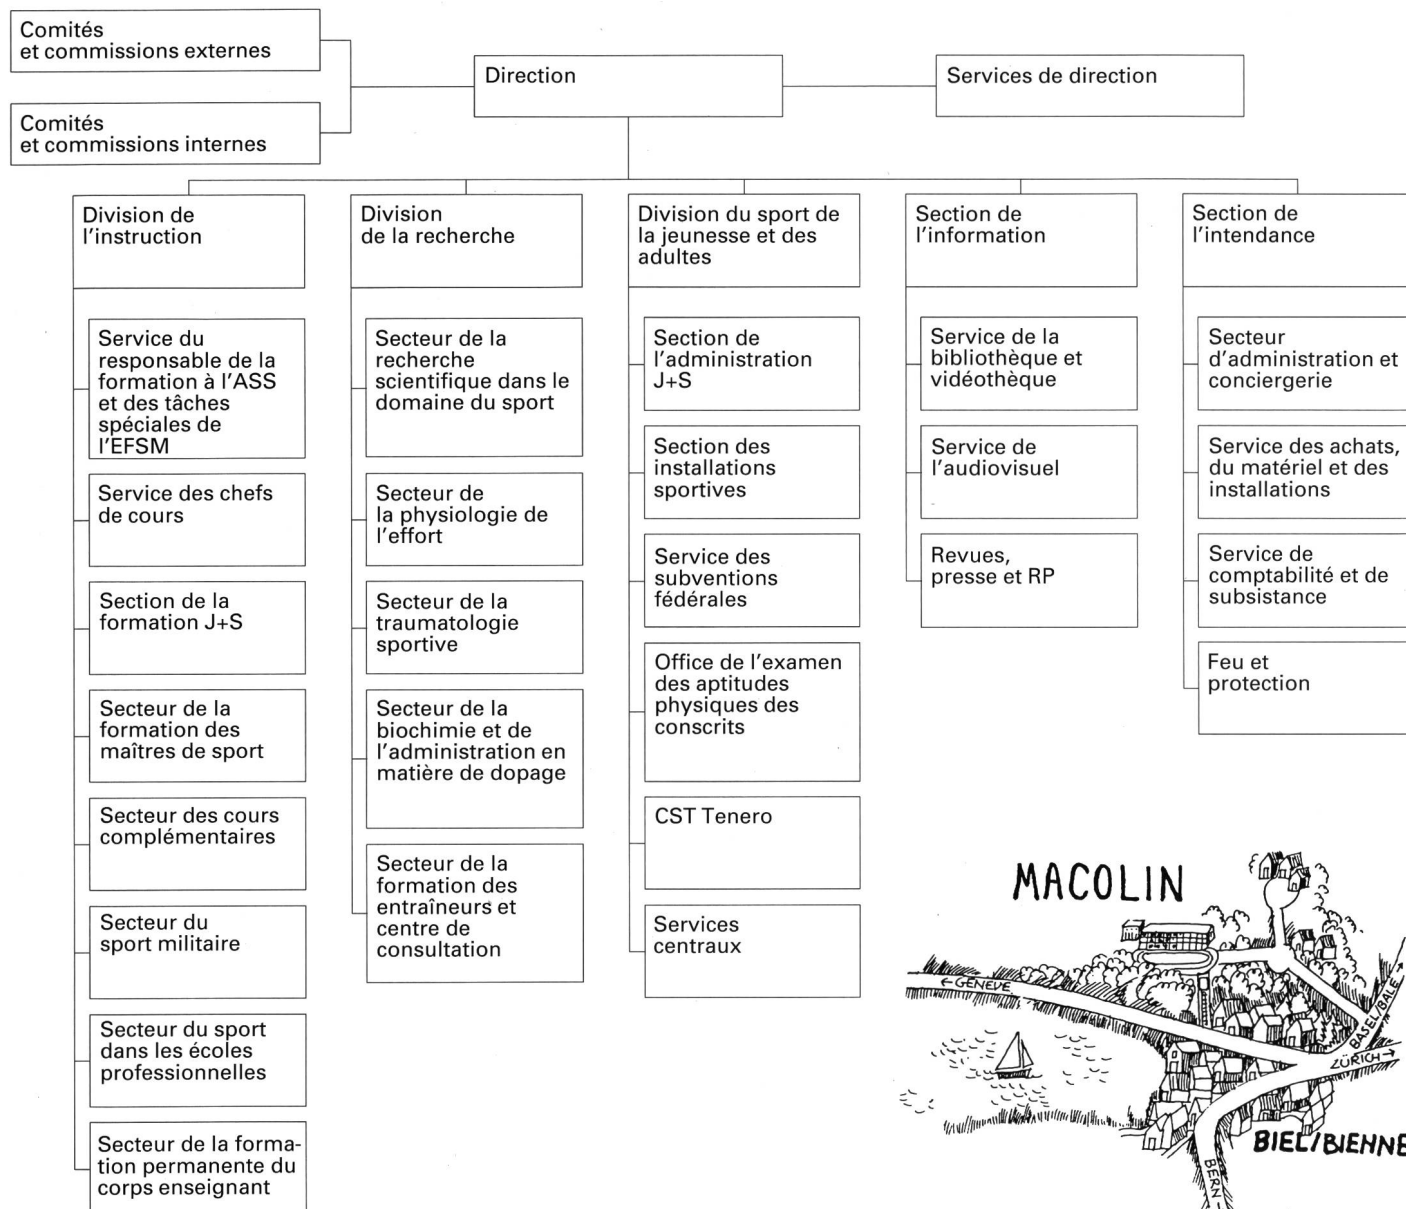 Comités
et commissions externes
Direction
Services de direction
Comités
et commissions internes
Division de
l'instruction
Service du
responsable de la
formation à l'ASS
et des tâches
spéciales de
l'EFSM
Service des chefs
de cours
Section de la
formation J+S
Secteur de la
formation des
maîtres de sport
Secteur des cours
complémentaires
Secteur du
sport militaire
Secteur du sport
dans les écoles
professionnelles
Secteur de la forma-
tion permanente du
corps enseignant
Division
de la recherche
Secteur de la
recherche
scientifique dans le
domaine du sport
Secteur de
la physiologie de
l'effort
Secteur de la
traumatologie
sportive
Secteur de la
biochimie et de
l'administration en
matière de dopage
Secteur de la
formation des
entraîneurs et
centre de
consultation
Division du sport de
la jeunesse et des
adultes
Section de
l'administration
J+S
Section des
installations
sportives
Service des
subventions
fédérales
Office de l'examen
des aptitudes
physiques des
conscrits
CST Tenero
Services
centraux
Section de
l'information
Service de la
bibliothèque et
vidéothèque
Service de
l'audiovisuel
Revues,
presse et RP
Section de
l'intendance
Secteur
d'administration et
conciergerie
Service des achats,
du matériel et des
installations
Service de
comptabilité et de
subsistance
Feu et
protection
MACOLIN
←GENÈVE
BASEL/BALE→
ZÜRICH→
BIEL/BIENNE
BERN